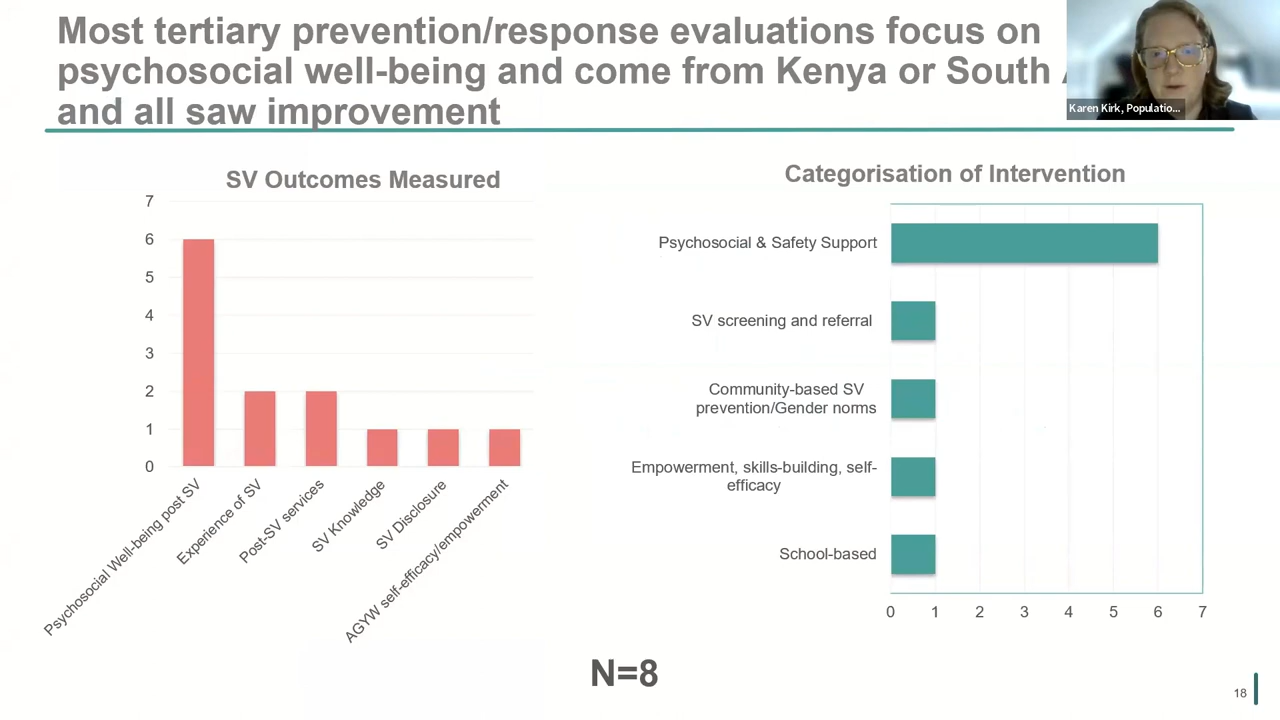 Most tertiary prevention/response evaluations focus on
psychosocial well-being and come from Kenya or South
and all saw improvement
Karen Kirk, Populatio...
SV Outcomes Measured
7
6
5
4
3
2
1
0
Psychosocial Well-being post SV
Experience of SV
Post-SV services
SV Knowledge
SV Disclosure
AGYW self-efficacy/empowerment
Categorisation of Intervention
Psychosocial & Safety Support
SV screening and referral
Community-based SV
prevention/Gender norms
Empowerment, skills-building, self-
efficacy
School-based
0 1 2 3 4 5 6 7
N=8
18